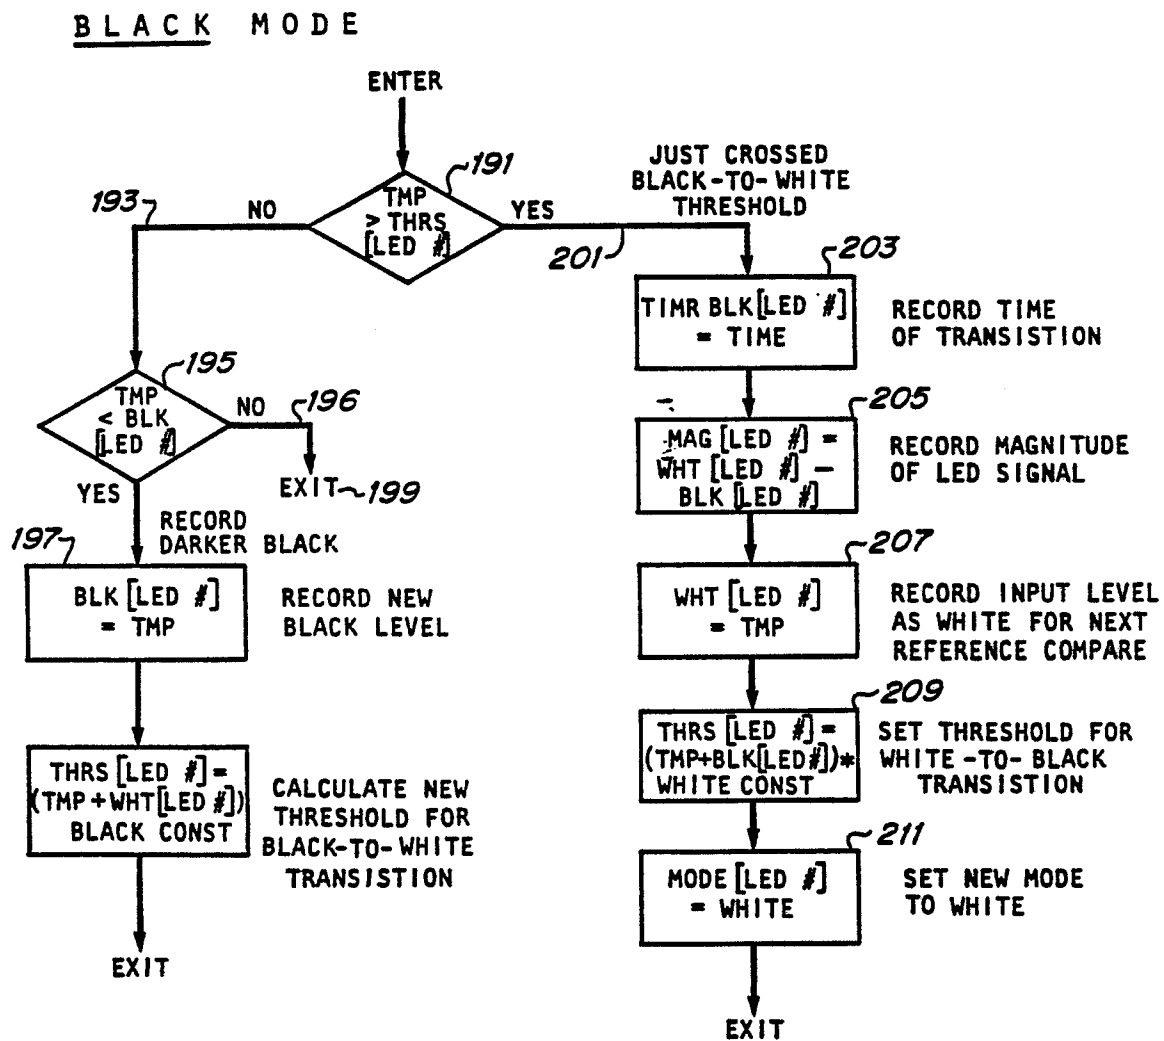 BLACK MODE
ENTER
191
TMP
> THRS
[LED #]
NO
193
YES
201
JUST CROSSED
BLACK-TO-WHITE
THRESHOLD
203
TIMR BLK[LED #]
= TIME
RECORD TIME
OF TRANSISTION
195
TMP
< BLK
[LED #]
NO
196
EXIT
199
YES
RECORD
DARKER BLACK
205
MAG [LED #] =
WHT [LED #] –
BLK [LED #]
RECORD MAGNITUDE
OF LED SIGNAL
197
BLK [LED #]
= TMP
RECORD NEW
BLACK LEVEL
207
WHT [LED #]
= TMP
RECORD INPUT LEVEL
AS WHITE FOR NEXT
REFERENCE COMPARE
THRS [LED #] =
(TMP+WHT[LED #])
BLACK CONST
CALCULATE NEW
THRESHOLD FOR
BLACK-TO-WHITE
TRANSISTION
EXIT
209
THRS [LED #] =
(TMP+BLK[LED#])*
WHITE CONST
SET THRESHOLD FOR
WHITE-TO-BLACK
TRANSISTION
211
MODE [LED #]
= WHITE
SET NEW MODE
TO WHITE
EXIT